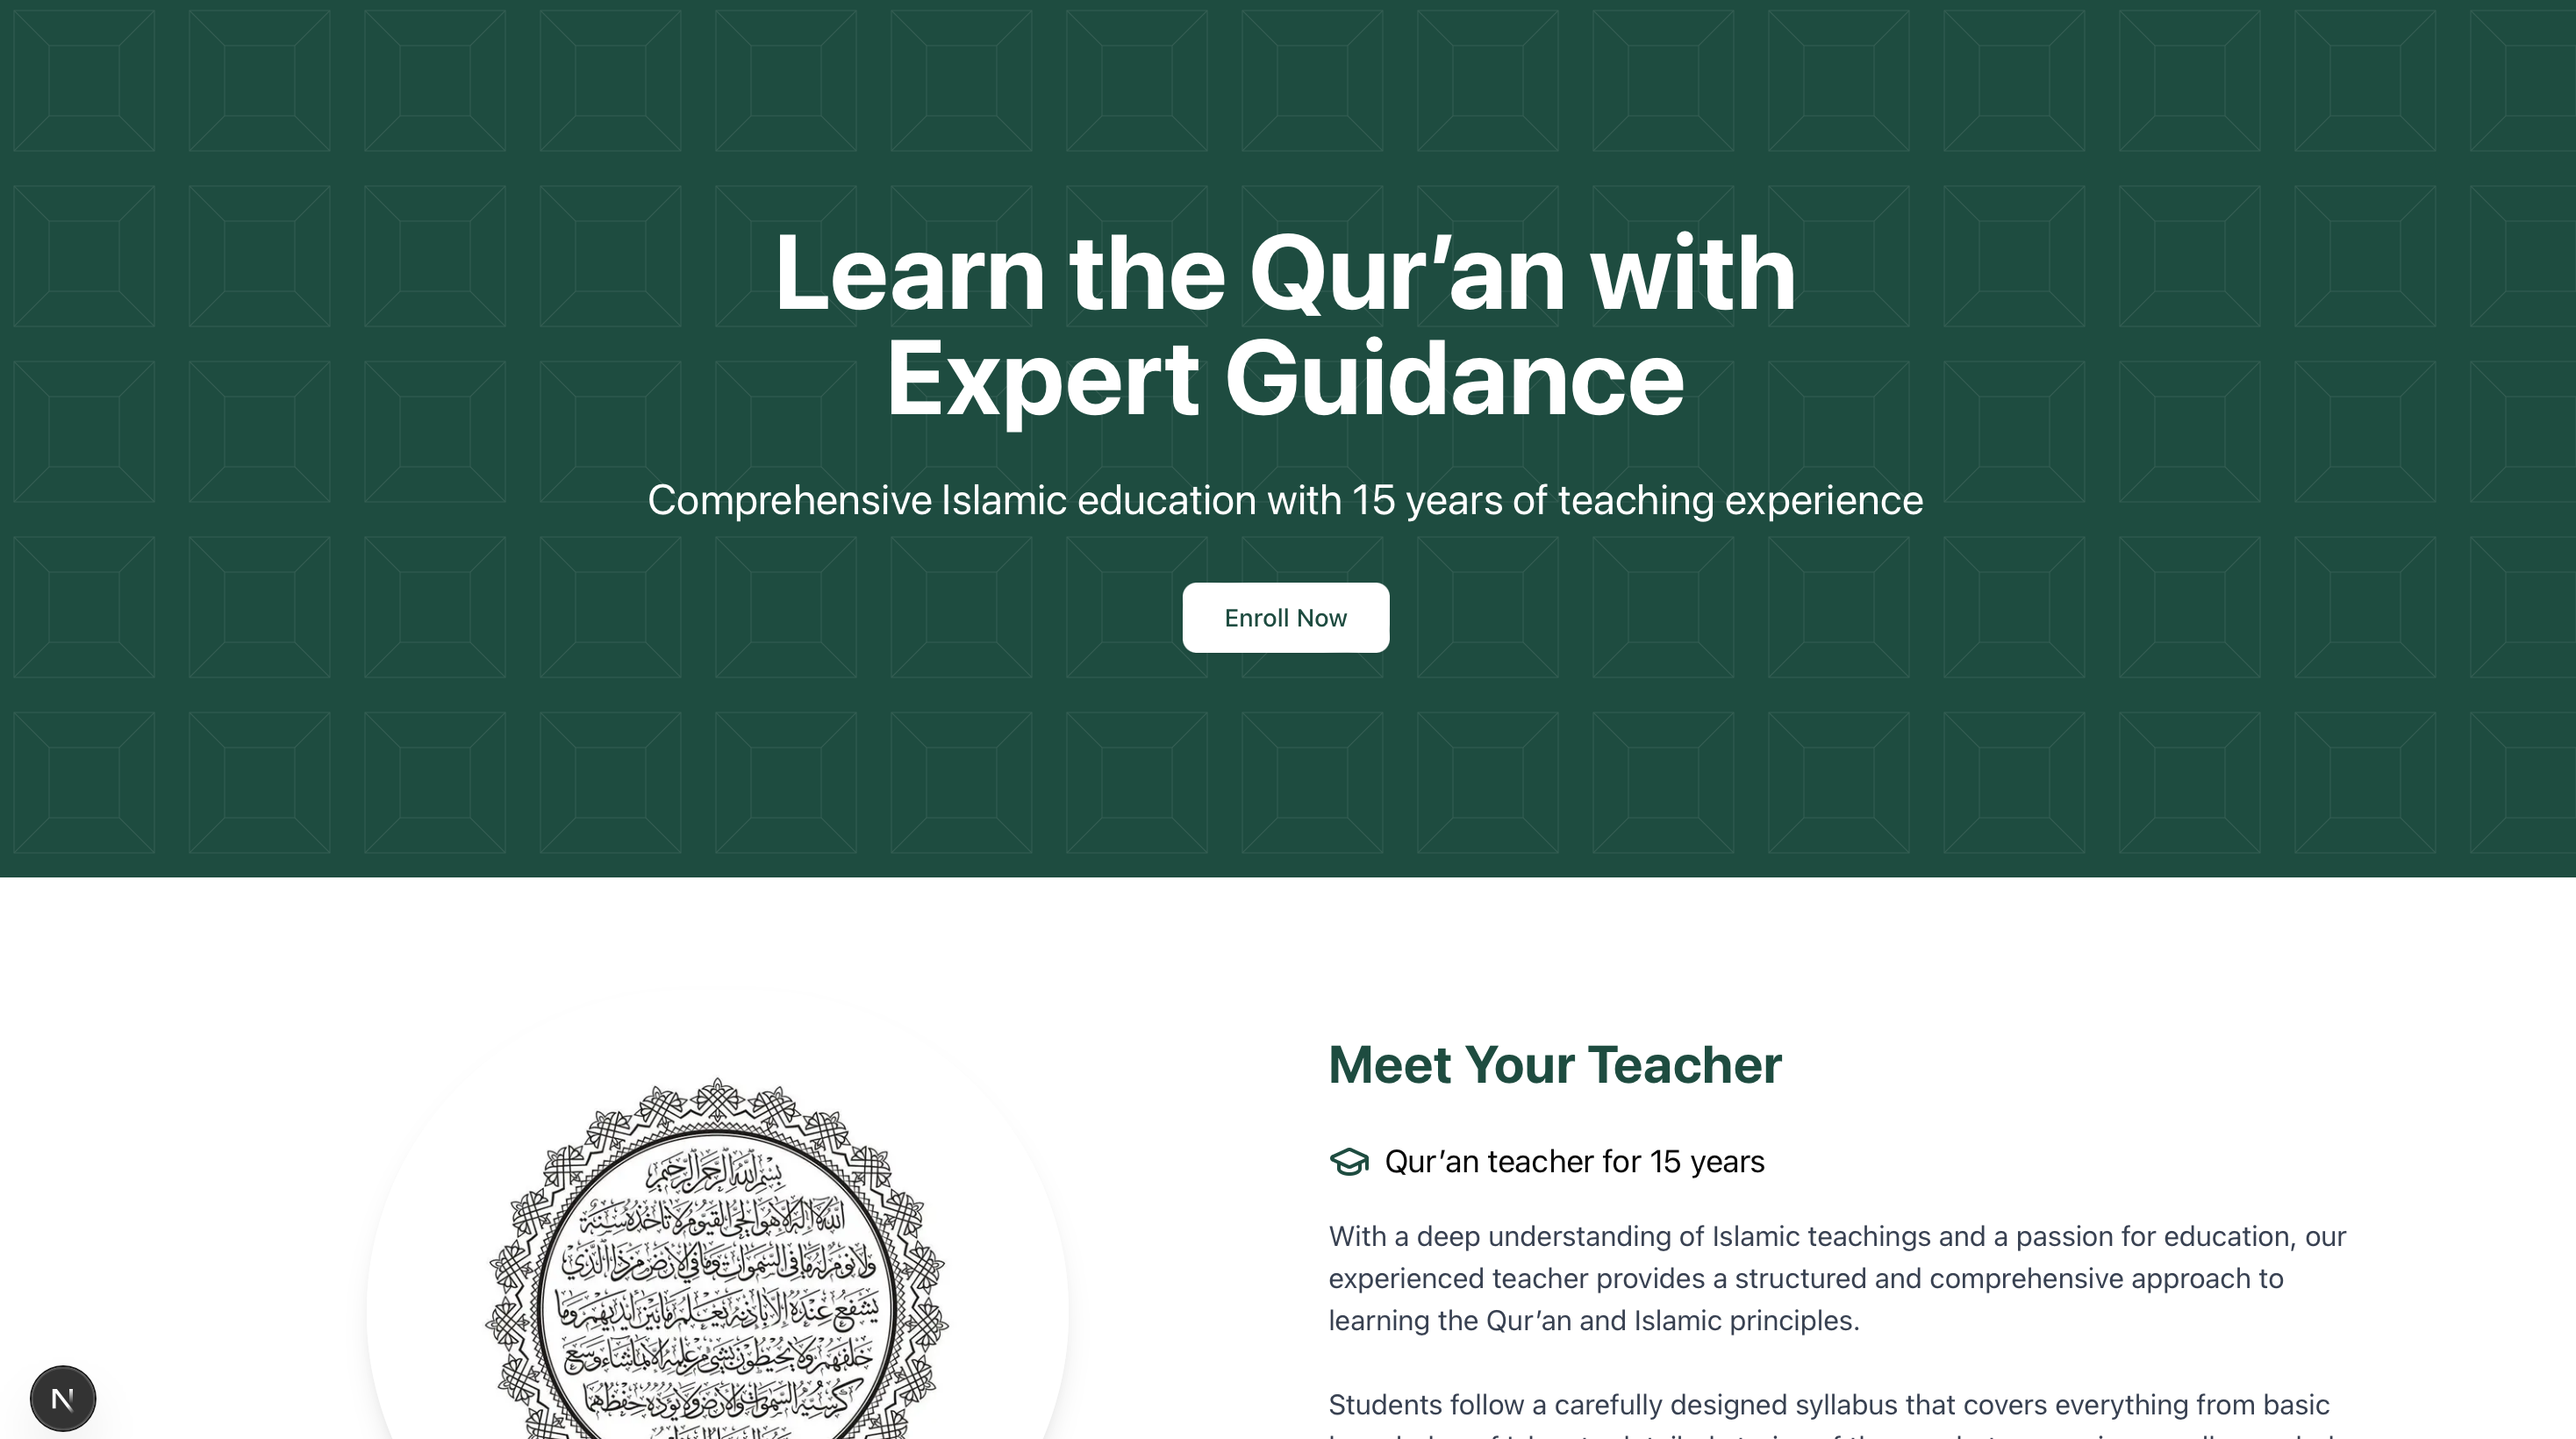 Learn the Qur’an with
Expert Guidance
Comprehensive Islamic education with 15 years of teaching experience
Enroll Now
Meet Your Teacher
Qur’an teacher for 15 years
With a deep understanding of Islamic teachings and a passion for education, our
experienced teacher provides a structured and comprehensive approach to
learning the Qur’an and Islamic principles.
Students follow a carefully designed syllabus that covers everything from basic
بسم الله الرحمن الرحيم
الله لا إله إلا هو الحي القيوم لا تأخذه سنة
ولا نوم له ما في السموات وما في الأرض من ذا الذي
يشفع عنده إلا بإذنه يعلم ما بين أيديهم وما
خلفهم ولا يحيطون بشيء من علمه إلا بما شاء وسع
كرسيه السموات والأرض ولا يؤده حفظهما
N